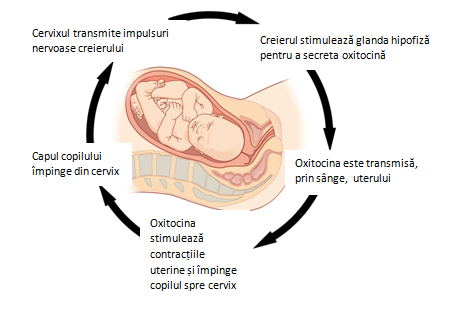 Cervixul transmite impulsuri
nervoase creierului
Creierul stimulează glanda hipofiză
pentru a secreta oxitocină
Oxitocina este transmisă,
prin sânge, uterului
Oxitocina
stimulează
contracțiile
uterine și împinge
copilul spre cervix
Capul copilului
împinge din cervix